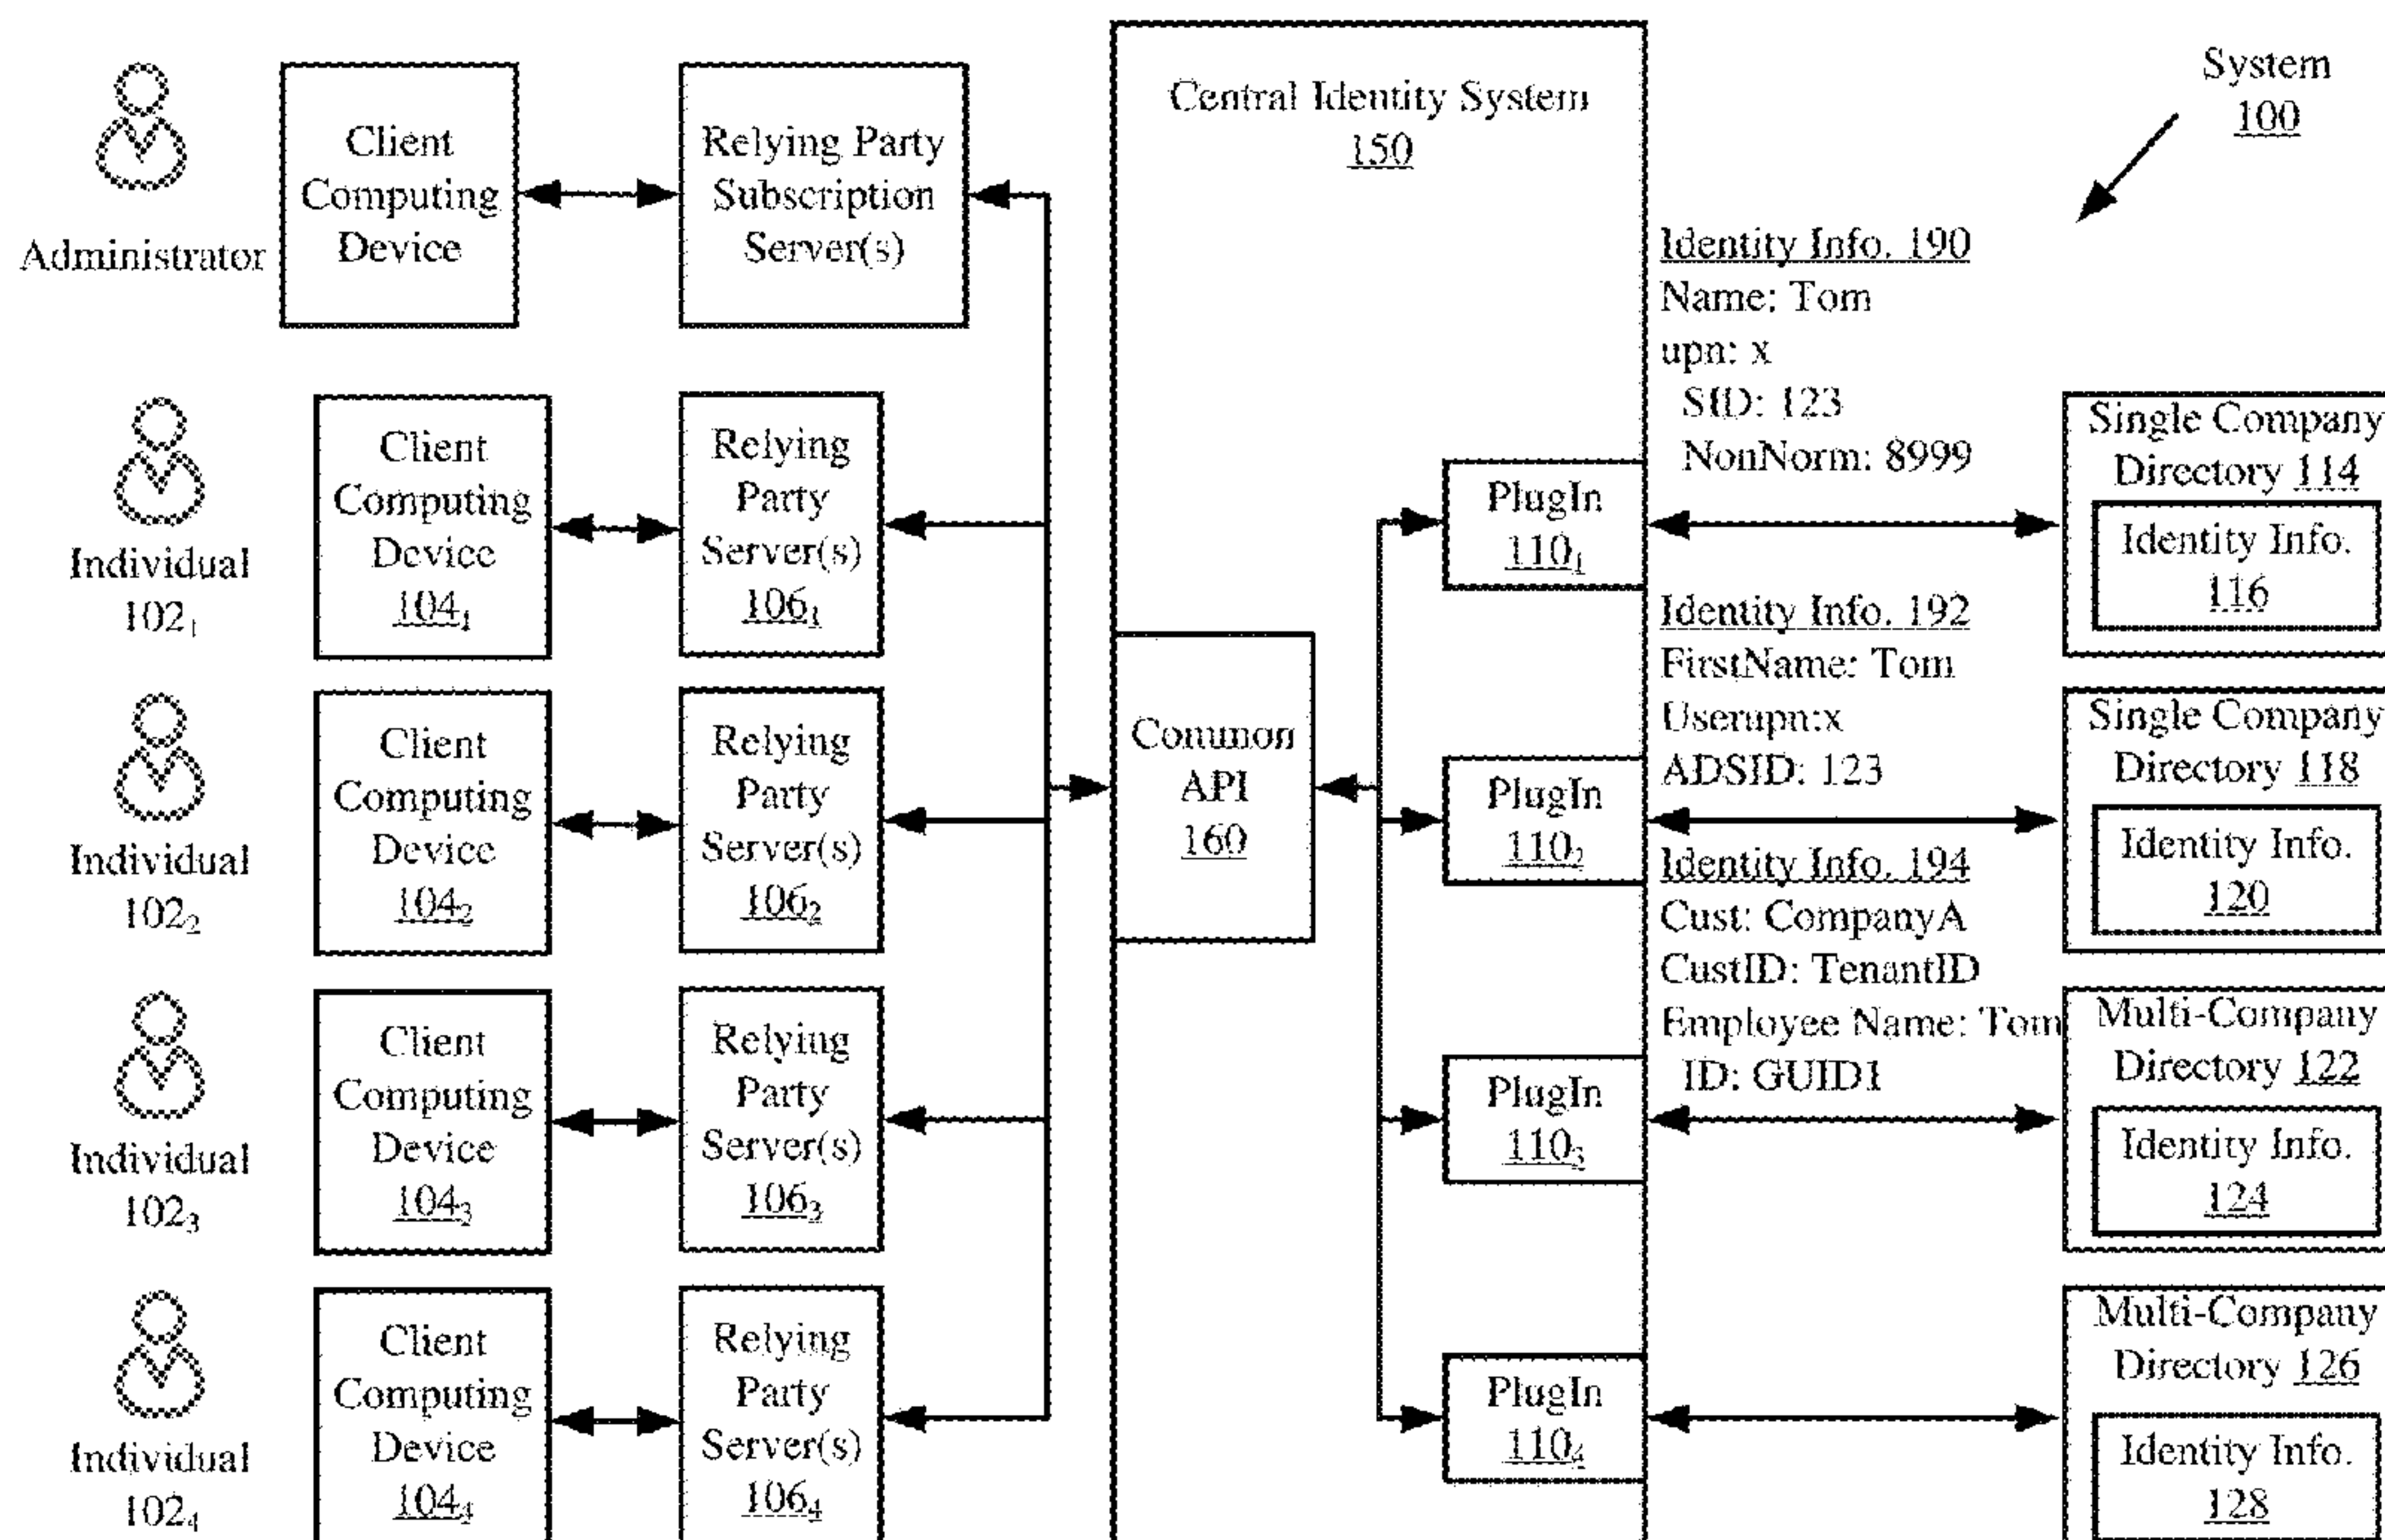 Administrator
Client
Computing
Device
Relying Party
Subscription
Server(s)
Central Identity System
150
System
100
Individual
102₁
Client
Computing
Device
104₁
Relying
Party
Server(s)
106₁
Individual
102₂
Client
Computing
Device
104₂
Relying
Party
Server(s)
106₂
Individual
102₃
Client
Computing
Device
104₃
Relying
Party
Server(s)
106₃
Individual
102₄
Client
Computing
Device
104₄
Relying
Party
Server(s)
106₄
Common
API
160
PlugIn
110₁
PlugIn
110₂
PlugIn
110₃
PlugIn
110₄
Identity Info. 190
Name: Tom
upn: x
SID: 123
NonNorm: 8999
Identity Info. 192
FirstName: Tom
Userupn:x
ADSID: 123
Identity Info. 194
Cust: CompanyA
CustID: TenantID
Employee Name: Tom
ID: GUID1
Single Company
Directory 114
Identity Info.
116
Single Company
Directory 118
Identity Info.
120
Multi-Company
Directory 122
Identity Info.
124
Multi-Company
Directory 126
Identity Info.
128